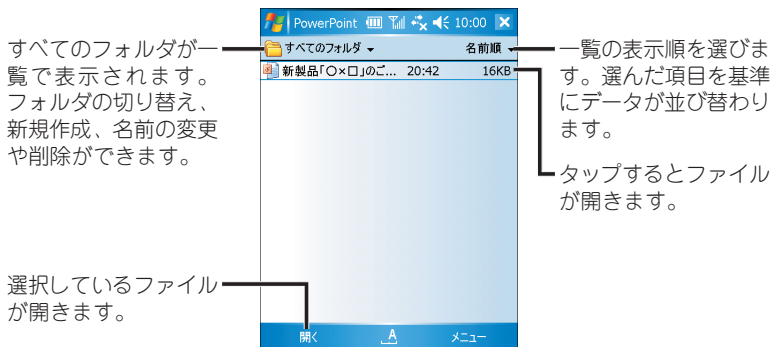 すべてのフォルダが一
覧で表示されます。
フォルダの切り替え、
新規作成、名前の変更
や削除ができます。
選択しているファイル
が開きます。
PowerPoint 10:00
すべてのフォルダ 名前順
新製品「○×□」のご... 20:42 16KB
開く A メニュー
一覧の表示順を選びま
す。選んだ項目を基準
にデータが並び替わり
ます。
タップするとファイル
が開きます。